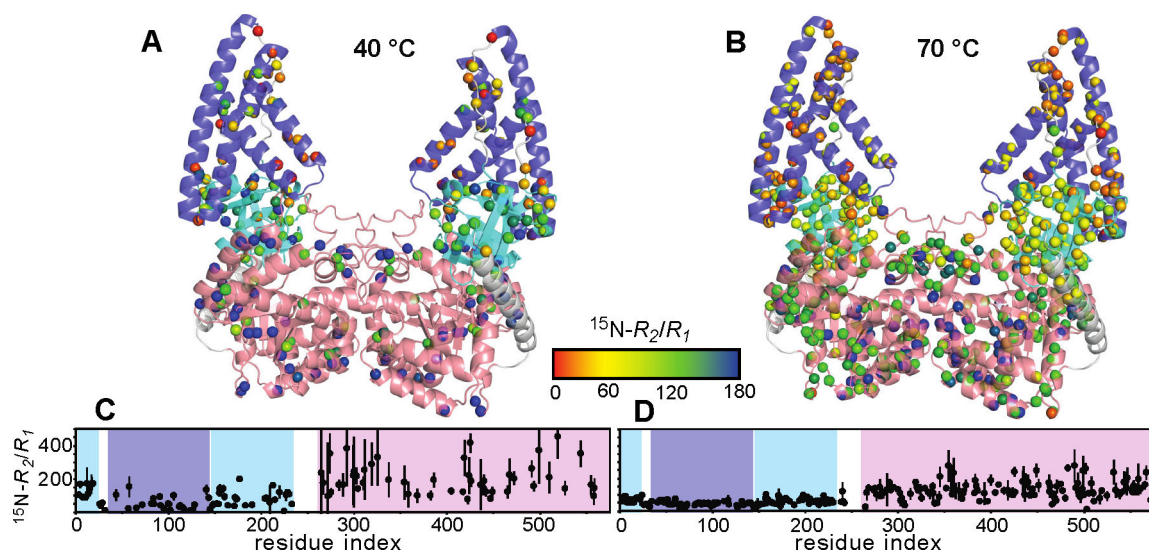 A 40 °C B 70 °C
15N-R2/R1
0 60 120 180
C D
15N-R2/R1
400
200
0 100 200 300 400 500 0 100 200 300 400 500
residue index residue index